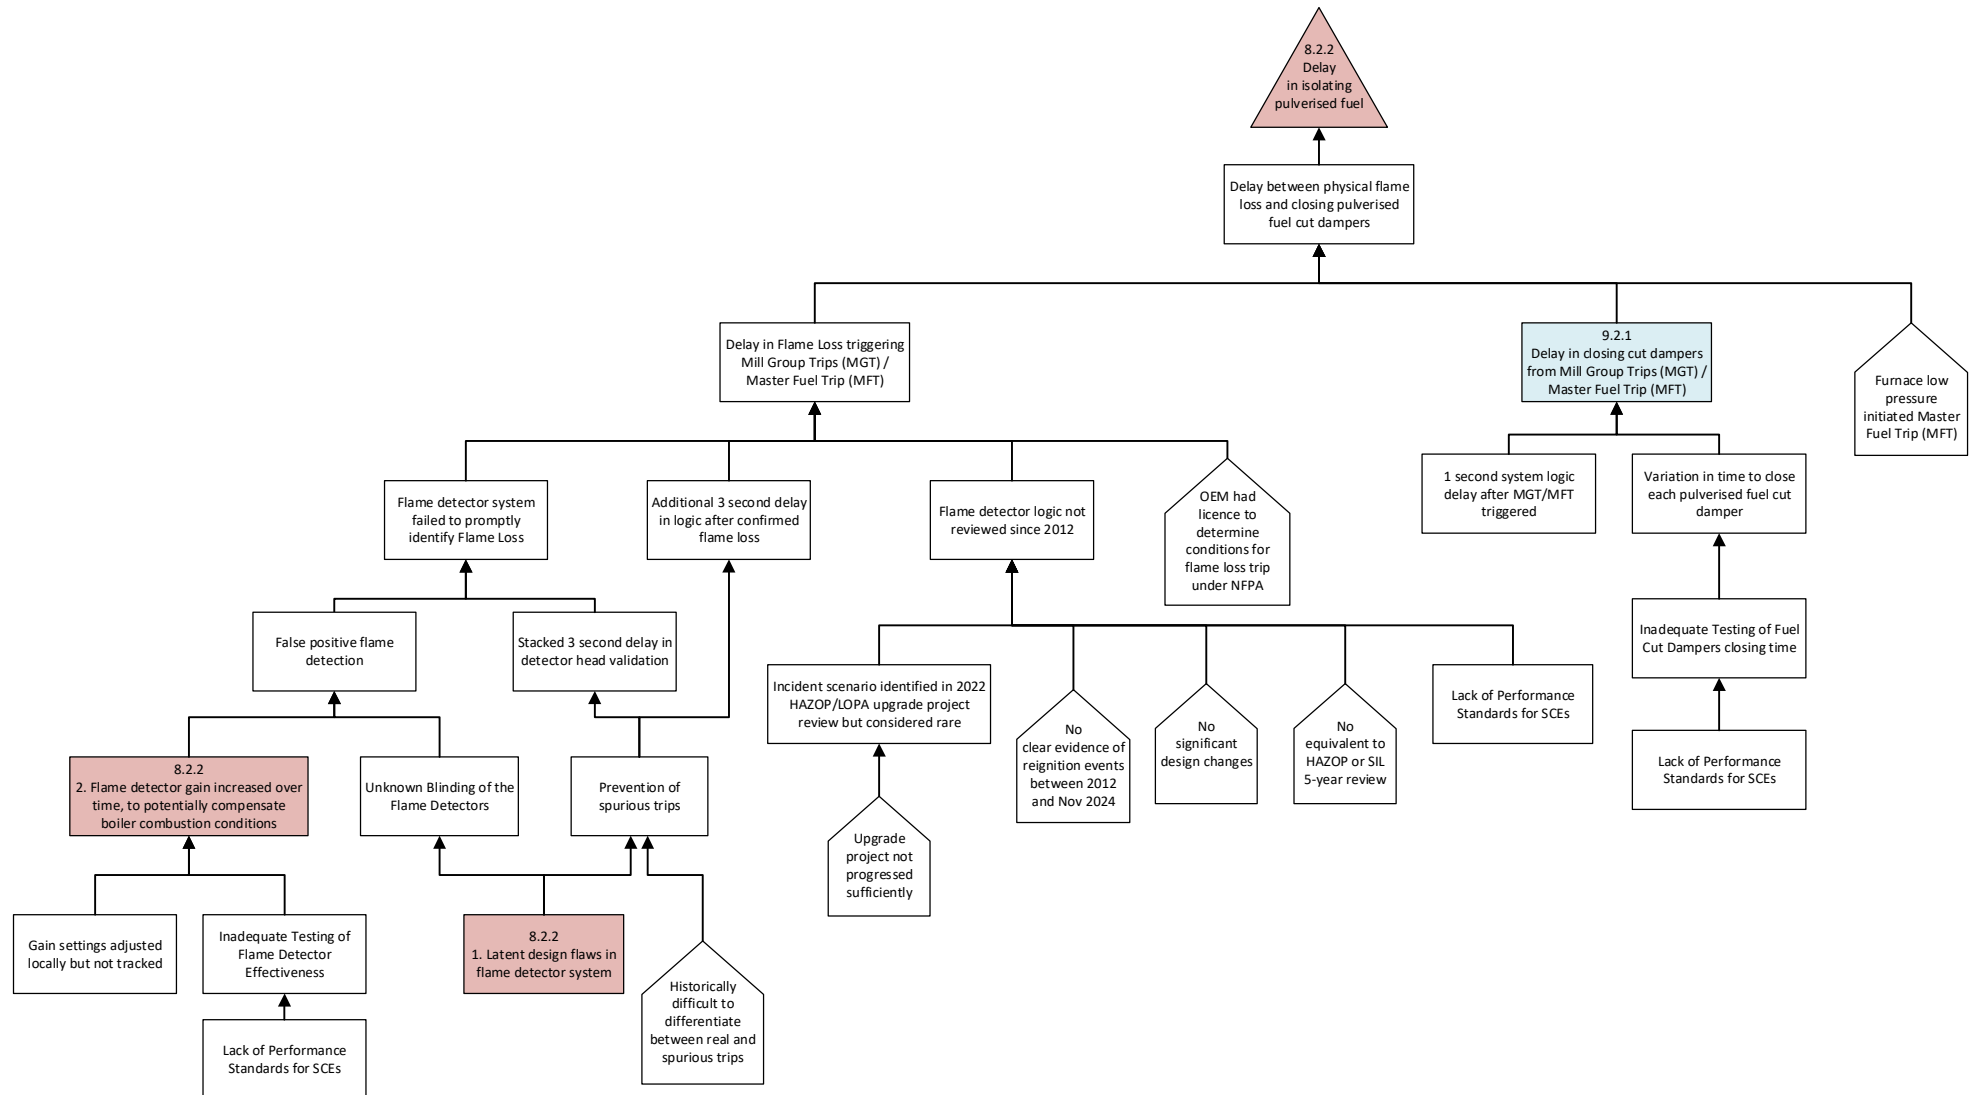 8.2.2
Delay
in isolating
pulverised fuel
Delay between physical flame
loss and closing pulverised
fuel cut dampers
Delay in Flame Loss triggering
Mill Group Trips (MGT) /
Master Fuel Trip (MFT)
9.2.1
Delay in closing cut dampers
from Mill Group Trips (MGT) /
Master Fuel Trip (MFT)
Furnace low
pressure
initiated Master
Fuel Trip (MFT)
Flame detector system
failed to promptly
identify Flame Loss
Additional 3 second delay
in logic after confirmed
flame loss
Flame detector logic not
reviewed since 2012
OEM had
licence to
determine
conditions for
flame loss trip
under NFPA
1 second system logic
delay after MGT/MFT
triggered
Variation in time to close
each pulverised fuel cut
damper
False positive flame
detection
Stacked 3 second delay in
detector head validation
Inadequate Testing of Fuel
Cut Dampers closing time
Incident scenario identified in 2022
HAZOP/LOPA upgrade project
review but considered rare
No
clear evidence of
reignition events
between 2012
and Nov 2024
No
significant
design changes
No
equivalent to
HAZOP or SIL
5-year review
Lack of Performance
Standards for SCEs
Lack of Performance
Standards for SCEs
8.2.2
2. Flame detector gain increased over
time, to potentially compensate
boiler combustion conditions
Unknown Blinding of the
Flame Detectors
Prevention of
spurious trips
Upgrade
project not
progressed
sufficiently
Gain settings adjusted
locally but not tracked
Inadequate Testing of
Flame Detector
Effectiveness
8.2.2
1. Latent design flaws in
flame detector system
Historically
difficult to
differentiate
between real and
spurious trips
Lack of Performance
Standards for SCEs